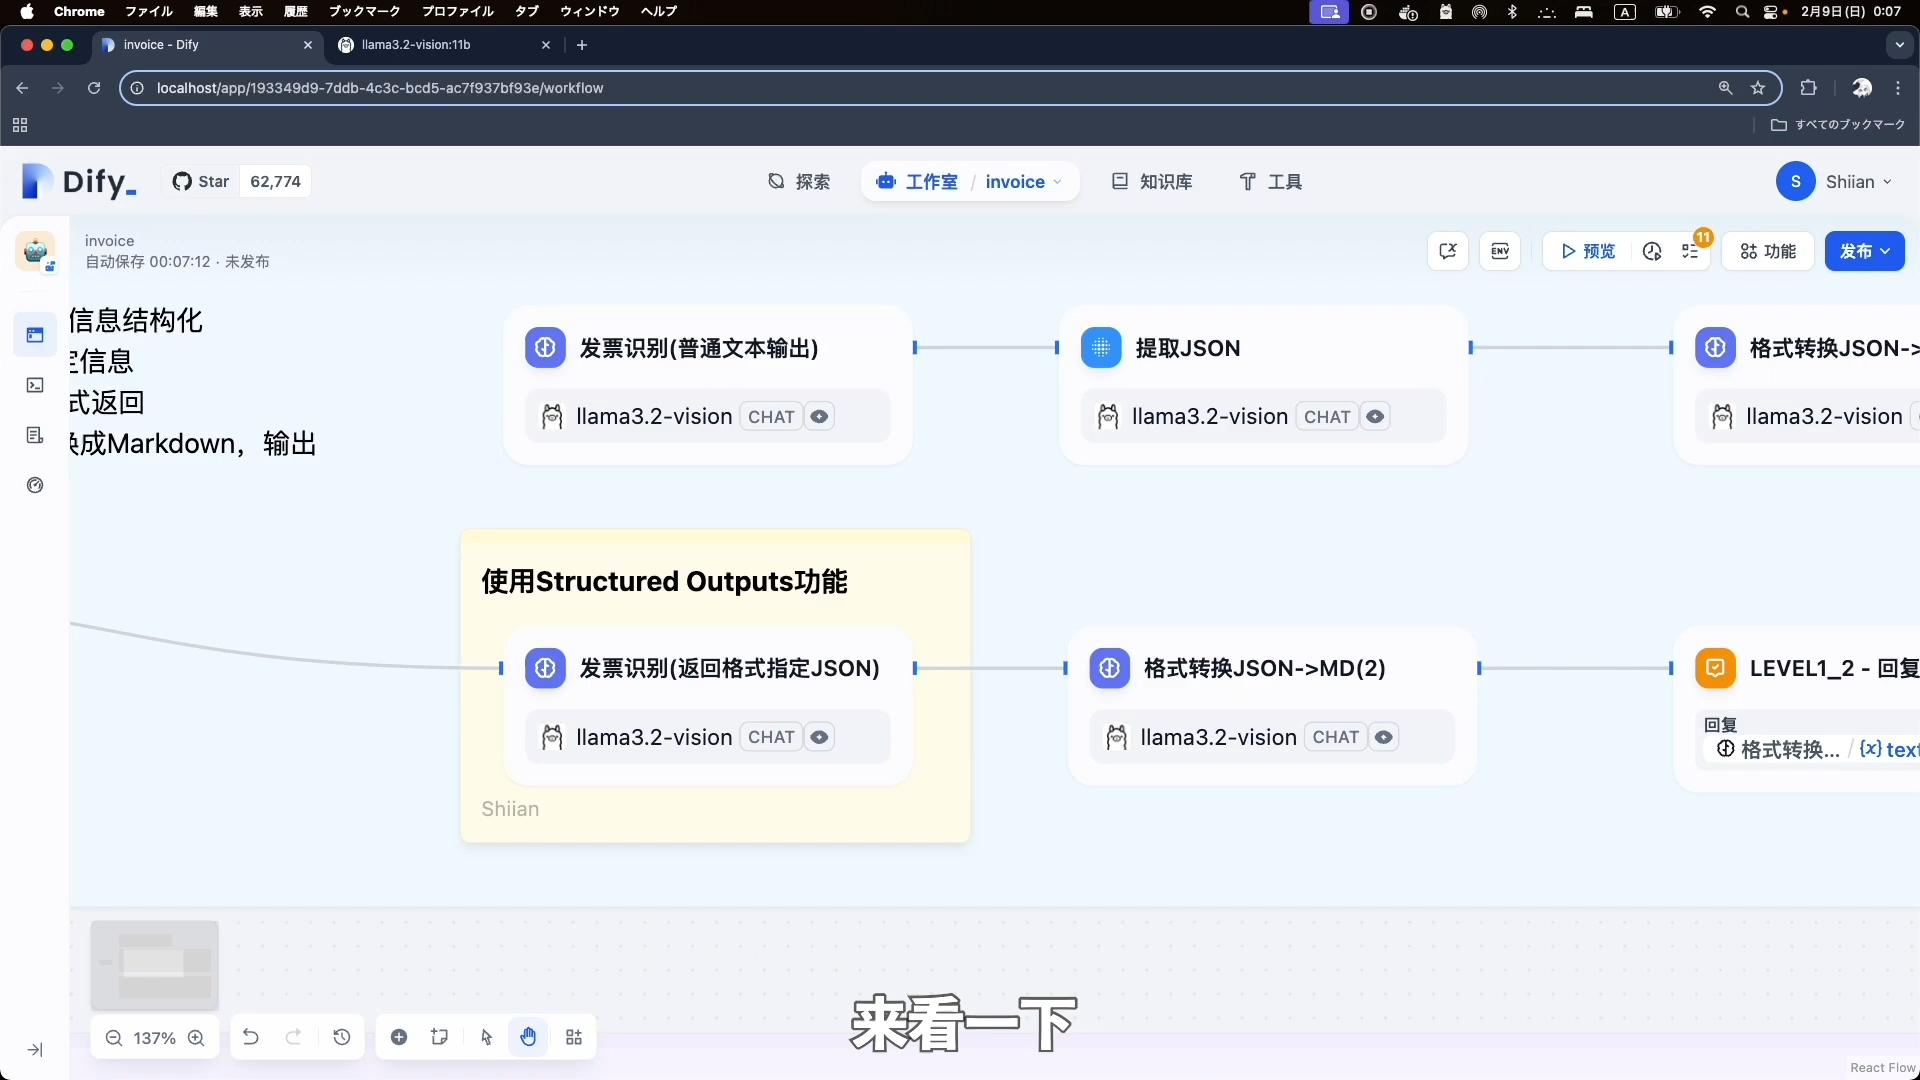 Chrome ファイル 編集 表示 履歴 ブックマーク プロファイル タブ ウィンドウ ヘルプ A 2月9日(日) 0:07
invoice - Dify llama3.2-vision:11b
localhost/app/193349d9-7ddb-4c3c-bcd5-ac7f937bf93e/workflow
すべてのブックマーク
Dify_ Star 62,774 探索 工作室 / invoice 知识库 工具 S Shiian
invoice
自动保存 00:07:12 · 未发布
ENV 预览 11 功能 发布
信息结构化
定信息
式返回
换成Markdown，输出
发票识别(普通文本输出) 提取JSON 格式转换JSON->
llama3.2-vision CHAT llama3.2-vision CHAT llama3.2-vision
使用Structured Outputs功能
发票识别(返回格式指定JSON) 格式转换JSON->MD(2) LEVEL1_2 - 回复
llama3.2-vision CHAT llama3.2-vision CHAT
回复
格式转换... / {x} text
Shiian
来看一下
137%
React Flow